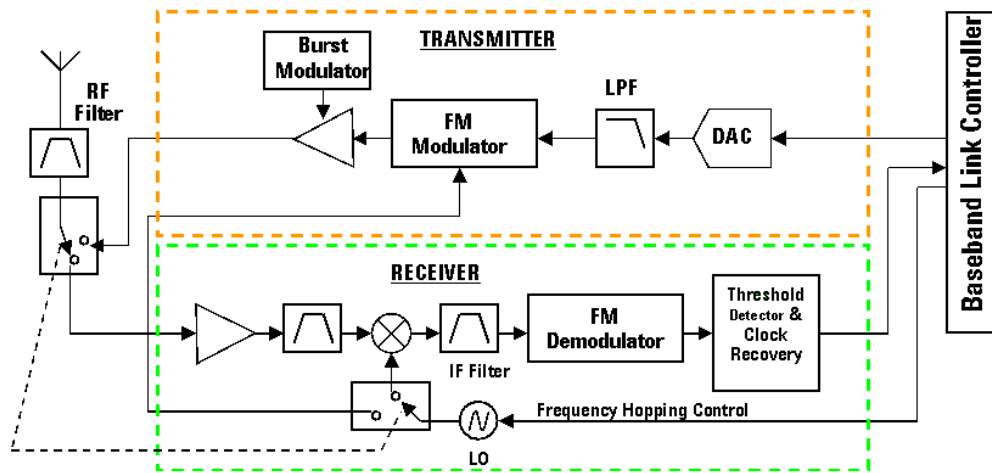 TRANSMITTER
Burst
Modulator
RF
Filter
FM
Modulator
LPF
DAC
Baseband Link Controller
RECEIVER
FM
Demodulator
Threshold
Detector &
Clock
Recovery
IF Filter
Frequency Hopping Control
LO